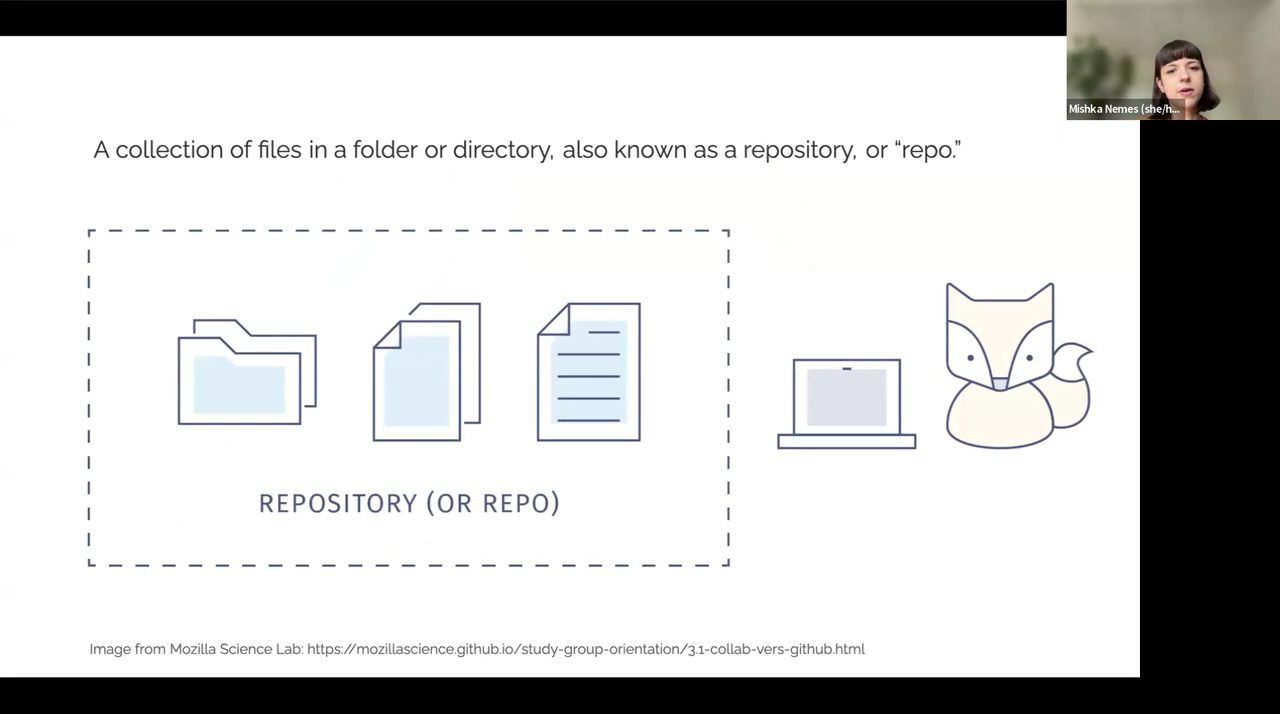 Mishka Nemes (she/h...
A collection of files in a folder or directory, also known as a repository, or “repo.”
REPOSITORY (OR REPO)
Image from Mozilla Science Lab: https://mozillascience.github.io/study-group-orientation/3.1-collab-vers-github.html